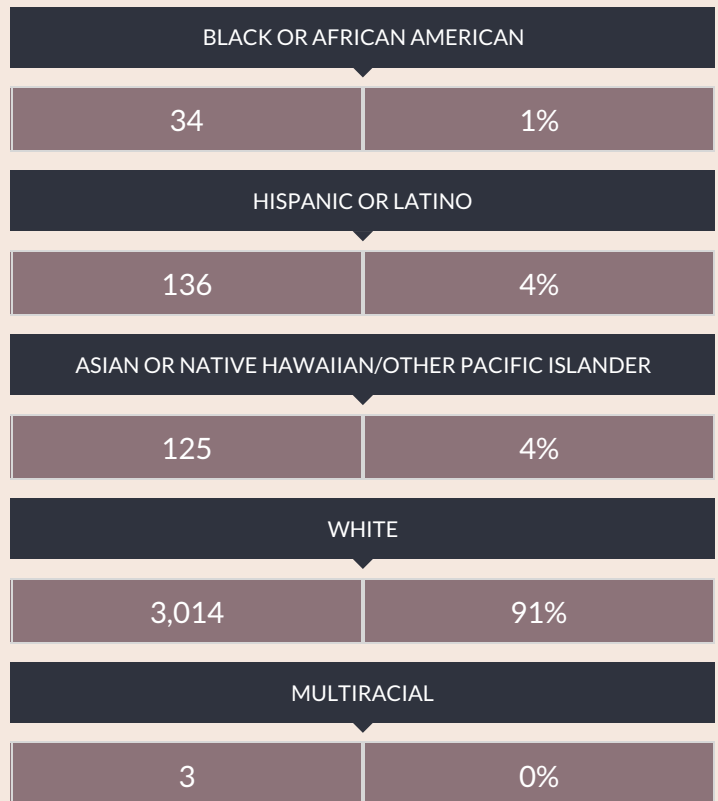 BLACK OR AFRICAN AMERICAN
34 1%
HISPANIC OR LATINO
136 4%
ASIAN OR NATIVE HAWAIIAN/OTHER PACIFIC ISLANDER
125 4%
WHITE
3,014 91%
MULTIRACIAL
3 0%